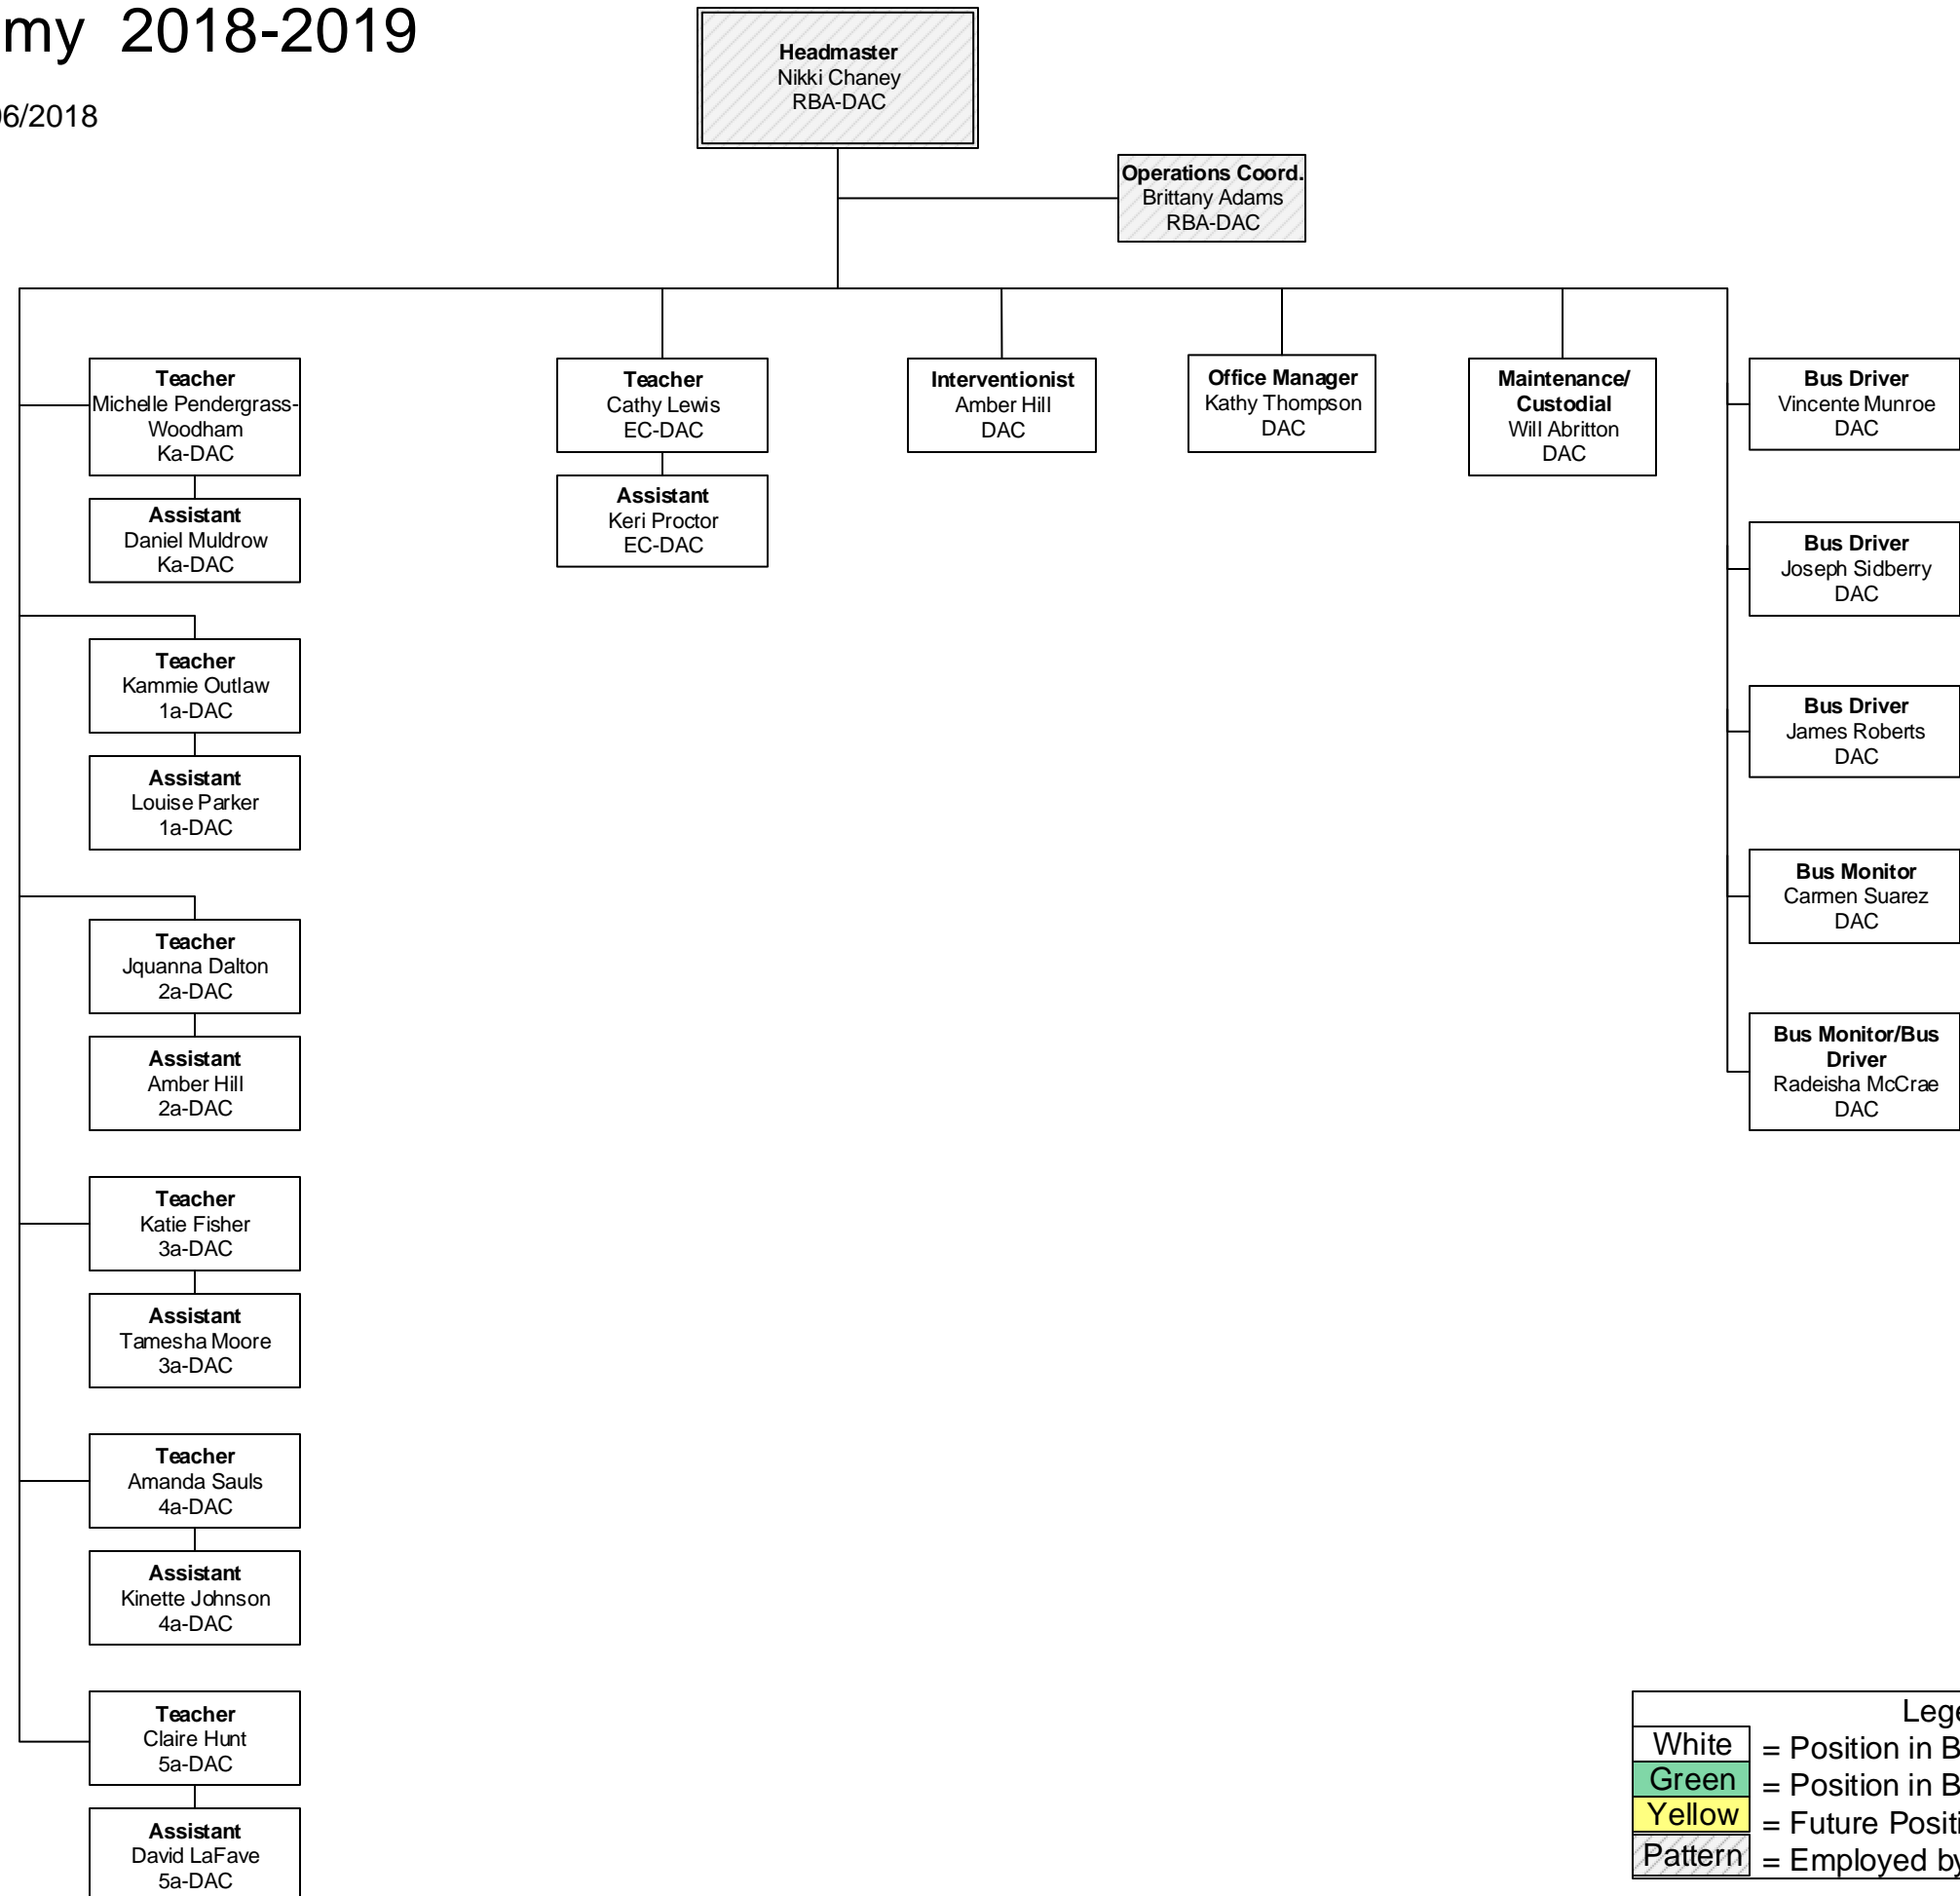 2018-2019
Headmaster
Nikki Chaney
RBA-DAC
Operations Coord.
Brittany Adams
RBA-DAC
Teacher
Michelle Pendergrass-
Woodham
Ka-DAC
Assistant
Daniel Muldrow
Ka-DAC
Teacher
Kammie Outlaw
1a-DAC
Assistant
Louise Parker
1a-DAC
Teacher
Jquanna Dalton
2a-DAC
Assistant
Amber Hill
2a-DAC
Teacher
Katie Fisher
3a-DAC
Assistant
Tamesha Moore
3a-DAC
Teacher
Amanda Sauls
4a-DAC
Assistant
Kinette Johnson
4a-DAC
Teacher
Claire Hunt
5a-DAC
Assistant
David LaFave
5a-DAC
Teacher
Cathy Lewis
EC-DAC
Assistant
Keri Proctor
EC-DAC
Interventionist
Amber Hill
DAC
Office Manager
Kathy Thompson
DAC
Maintenance/
Custodial
Will Abritton
DAC
Bus Driver
Vincente Munroe
DAC
Bus Driver
Joseph Sidberry
DAC
Bus Driver
James Roberts
DAC
Bus Monitor
Carmen Suarez
DAC
Bus Monitor/Bus
Driver
Radeisha McCrae
DAC
White = Position in
Green = Position in
Yellow = Future
Pattern = Employed by